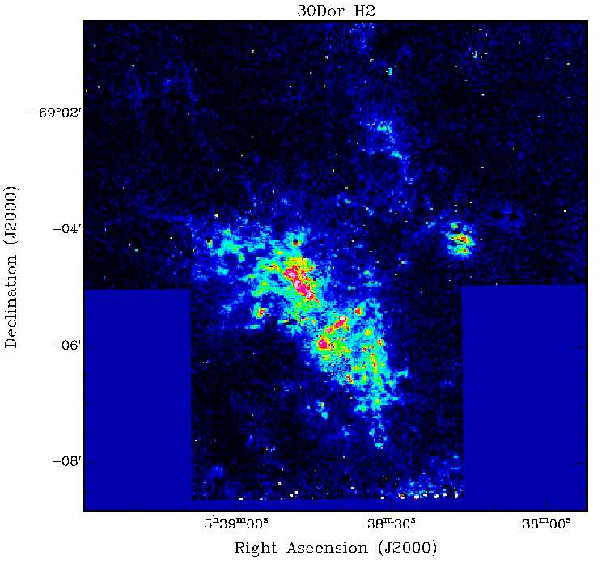 30Dor H2
69°02′
−04′
06′
−08′
Declination (J2000)
5ʰ39ᵐ00ˢ
38ᵐ30ˢ
38ᵐ00ˢ
Right Ascension (J2000)